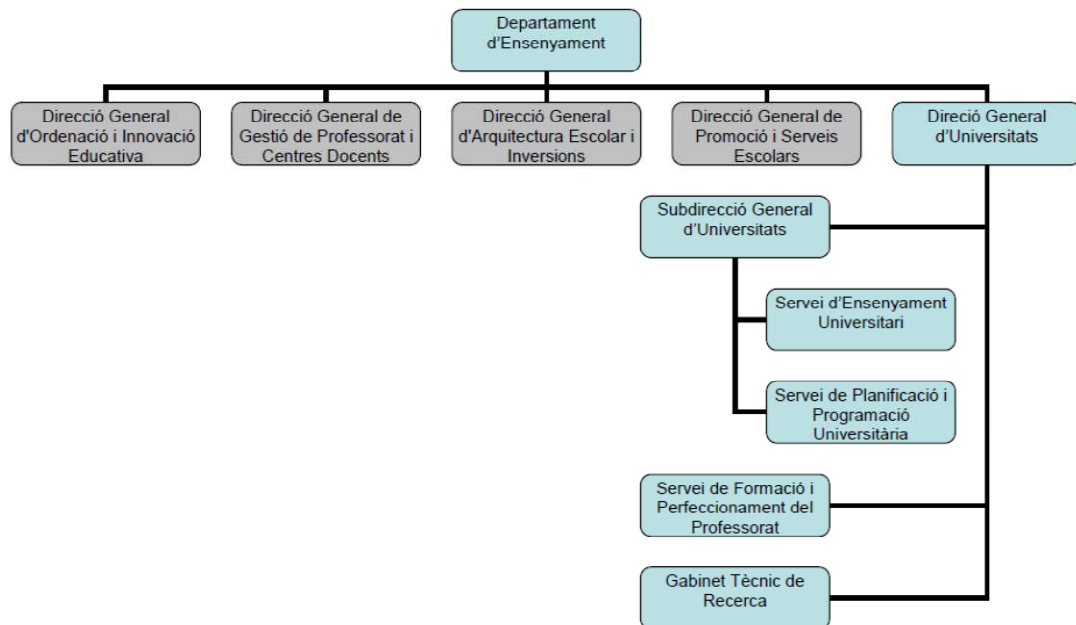 Departament
d'Ensenyament
Direcció General
d'Ordenació i Innovació
Educativa
Direcció General de
Gestió de Professorat i
Centres Docents
Direcció General
d'Arquitectura Escolar i
Inversions
Direcció General de
Promoció i Serveis
Escolars
Direció General
d'Universitats
Subdirecció General
d'Universitats
Servei d'Ensenyament
Universitari
Servei de Planificació i
Programació
Universitària
Servei de Formació i
Perfeccionament del
Professorat
Gabinet Tècnic de
Recerca